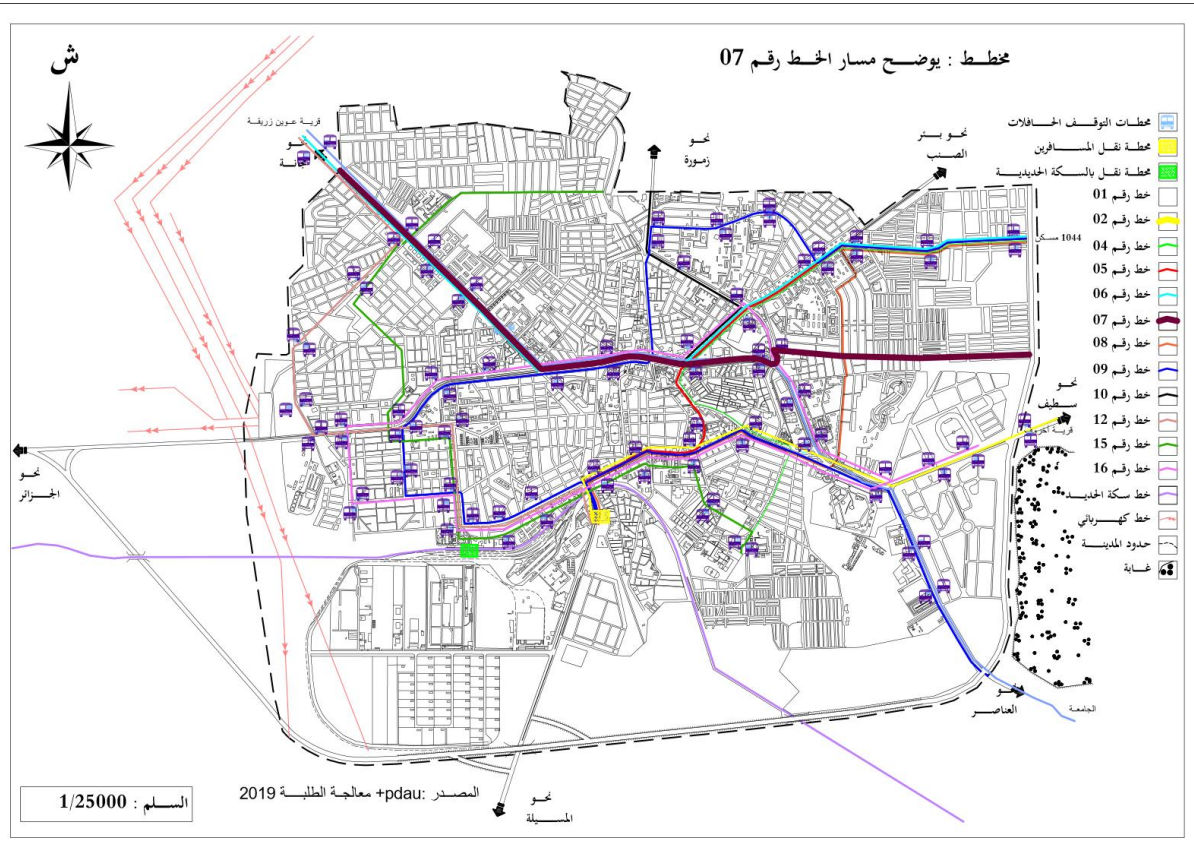 مخطط : يوضح مسار الخط رقم 07
ش
قرية عوين زريقة
نحو
زمورة
نحو بئر
الصنب
1044 مسكن
نحو
سطيف
نحو
الجزائر
الجامعة
نحو
العناصر
نحو
المسيلة
محطات التوقف الحافلات
محطة نقل المسافرين
محطة نقل بالسكة الحديدية
خط رقم 01
خط رقم 02
خط رقم 04
خط رقم 05
خط رقم 06
خط رقم 07
خط رقم 08
خط رقم 09
خط رقم 10
خط رقم 12
خط رقم 15
خط رقم 16
خط سكة الحديد
خط كهربائي
حدود المدينة
غابة
المصدر :pdau+ معالجة الطلبة 2019
السلم : 1/25000